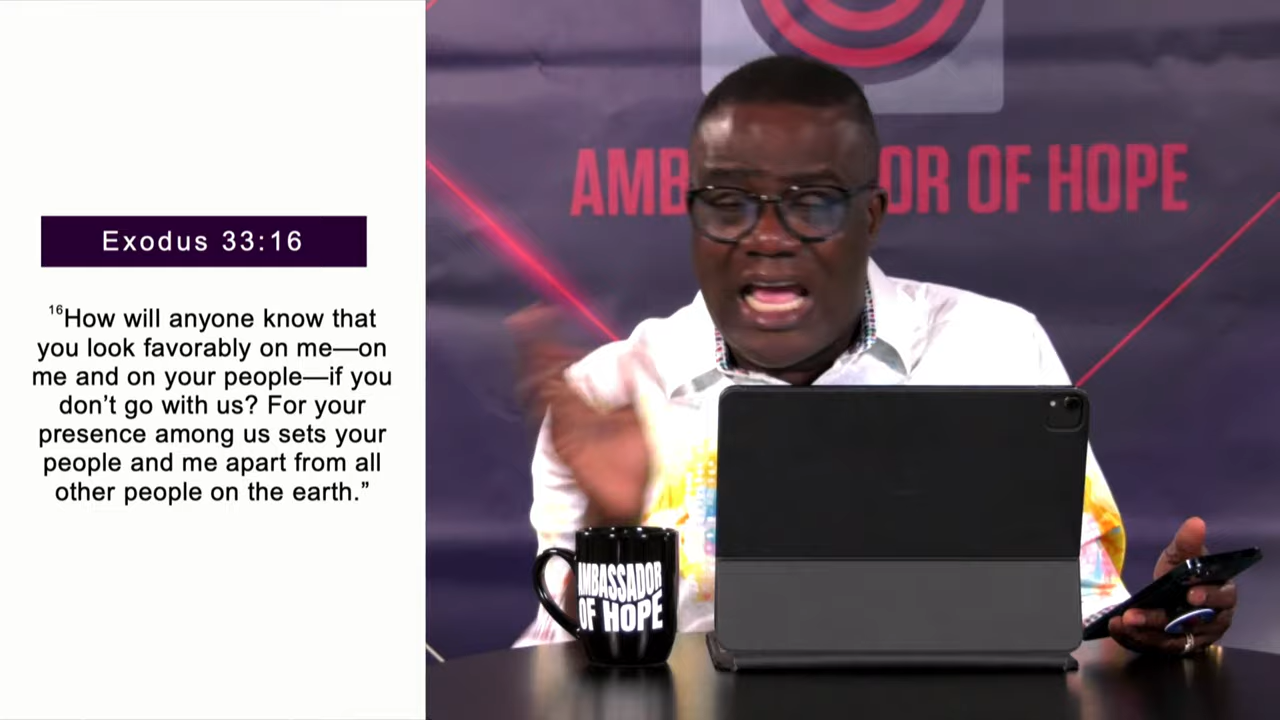 Exodus 33:16
¹⁶How will anyone know that
you look favorably on me—on
me and on your people—if you
don’t go with us? For your
presence among us sets your
people and me apart from all
other people on the earth.”
AMB DOR OF HOPE
AMBASSADOR
OF HOPE